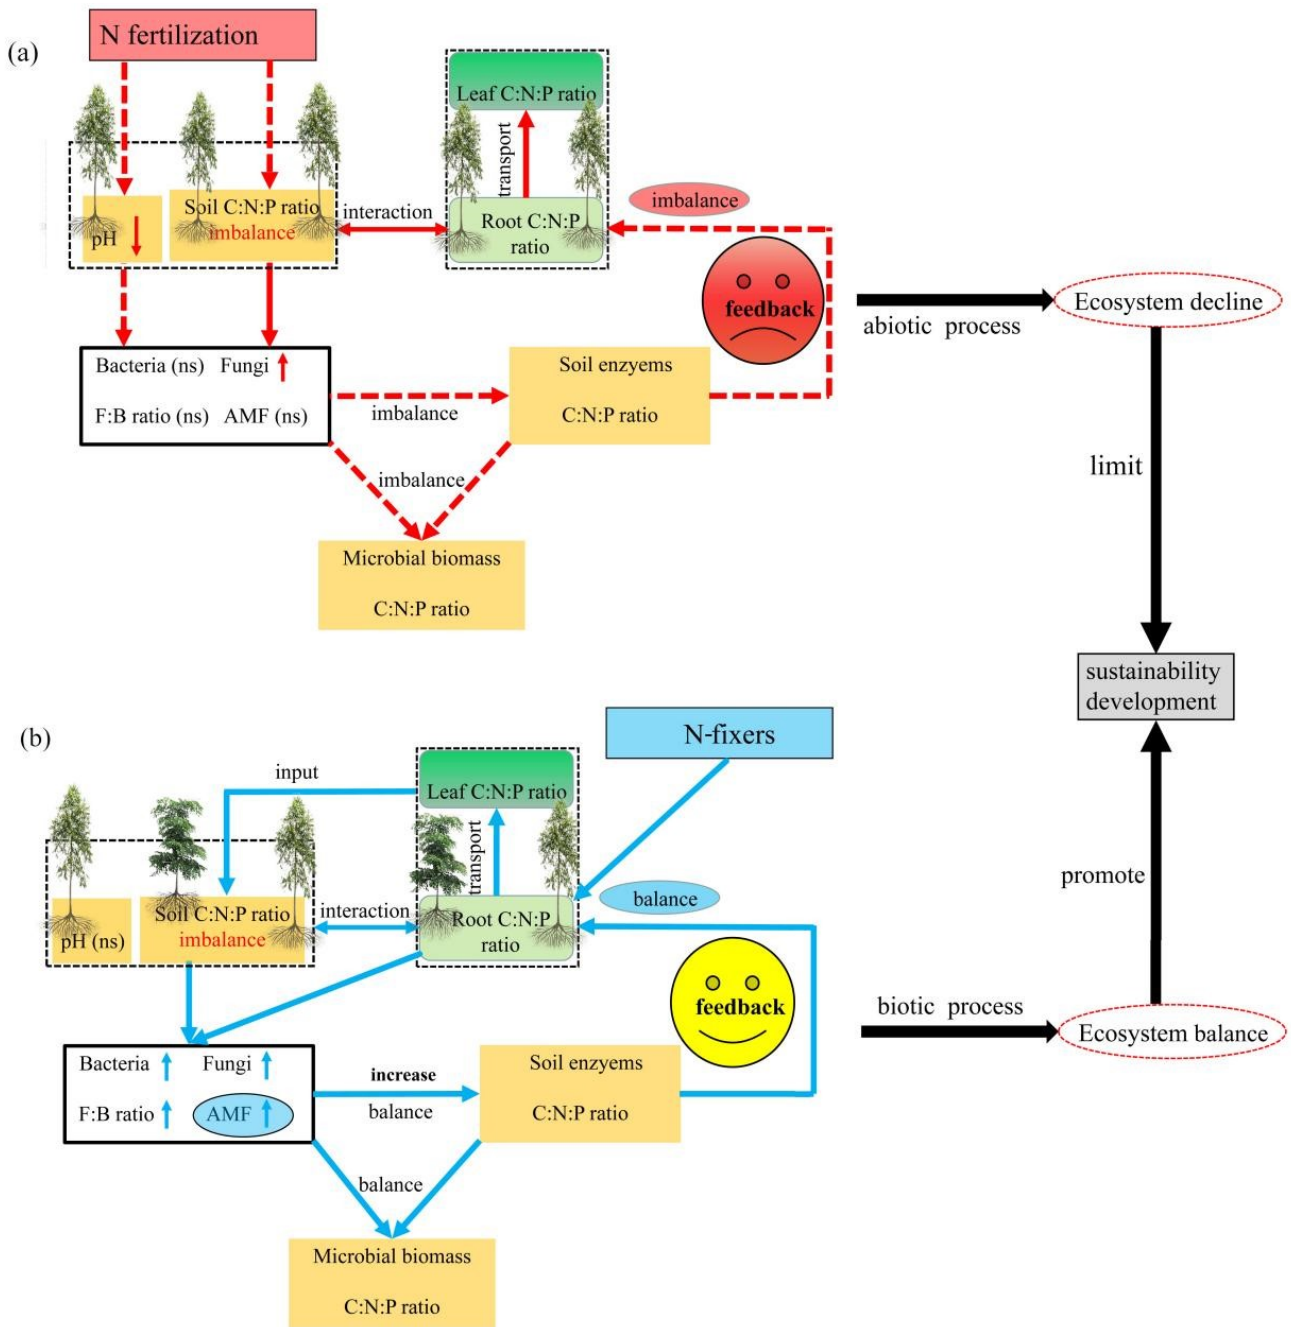 (a)
N fertilization
Leaf C:N:P ratio
transport
Soil C:N:P ratio
imbalance
pH
interaction
Root C:N:P
ratio
imbalance
feedback
abiotic process
Ecosystem decline
Bacteria (ns) Fungi
F:B ratio (ns) AMF (ns)
imbalance
Soil enzyems
C:N:P ratio
imbalance
Microbial biomass
C:N:P ratio
limit
sustainability
development
(b)
N-fixers
input
Leaf C:N:P ratio
transport
promote
pH (ns)
Soil C:N:P ratio
imbalance
interaction
Root C:N:P
ratio
balance
feedback
biotic process
Ecosystem balance
Bacteria Fungi
F:B ratio AMF
increase
balance
Soil enzyems
C:N:P ratio
balance
Microbial biomass
C:N:P ratio